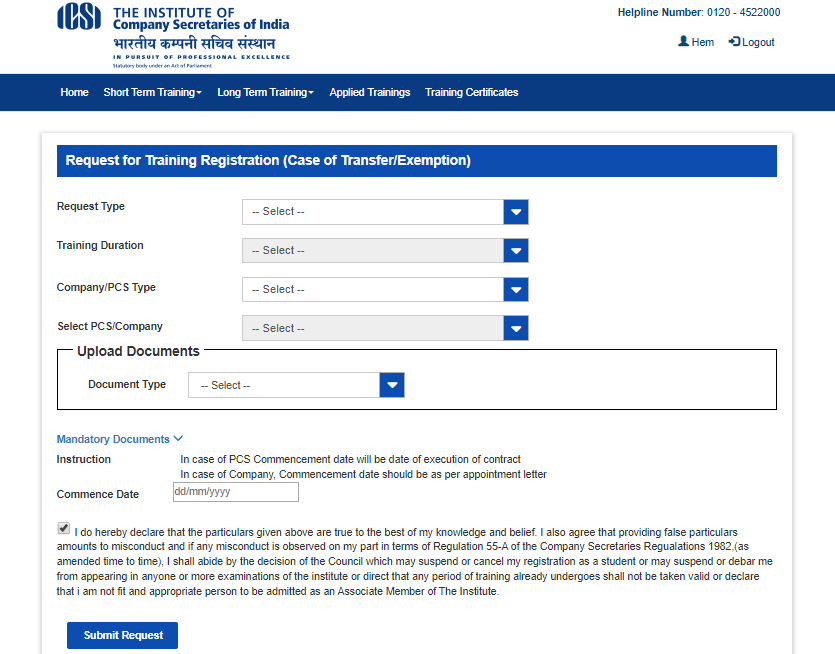 ICSI
THE INSTITUTE OF
Company Secretaries of India
भारतीय कम्पनी सचिव संस्थान
IN PURSUIT OF PROFESSIONAL EXCELLENCE
Statutory body under an Act of Parliament
Helpline Number: 0120 - 4522000
Hem Logout
Home Short Term Training Long Term Training Applied Trainings Training Certificates
Request for Training Registration (Case of Transfer/Exemption)
Request Type -- Select --
Training Duration -- Select --
Company/PCS Type -- Select --
Select PCS/Company -- Select --
Upload Documents
Document Type -- Select --
Mandatory Documents
Instruction In case of PCS Commencement date will be date of execution of contract
In case of Company, Commencement date should be as per appointment letter
Commence Date dd/mm/yyyy
I do hereby declare that the particulars given above are true to the best of my knowledge and belief. I also agree that providing false particulars
amounts to misconduct and if any misconduct is observed on my part in terms of Regulation 55-A of the Company Secretaries Regualations 1982,(as
amended time to time), I shall abide by the decision of the Council which may suspend or cancel my registration as a student or may suspend or debar me
from appearing in anyone or more examinations of the institute or direct that any period of training already undergoes shall not be taken valid or declare
that i am not fit and appropriate person to be admitted as an Associate Member of The Institute.
Submit Request